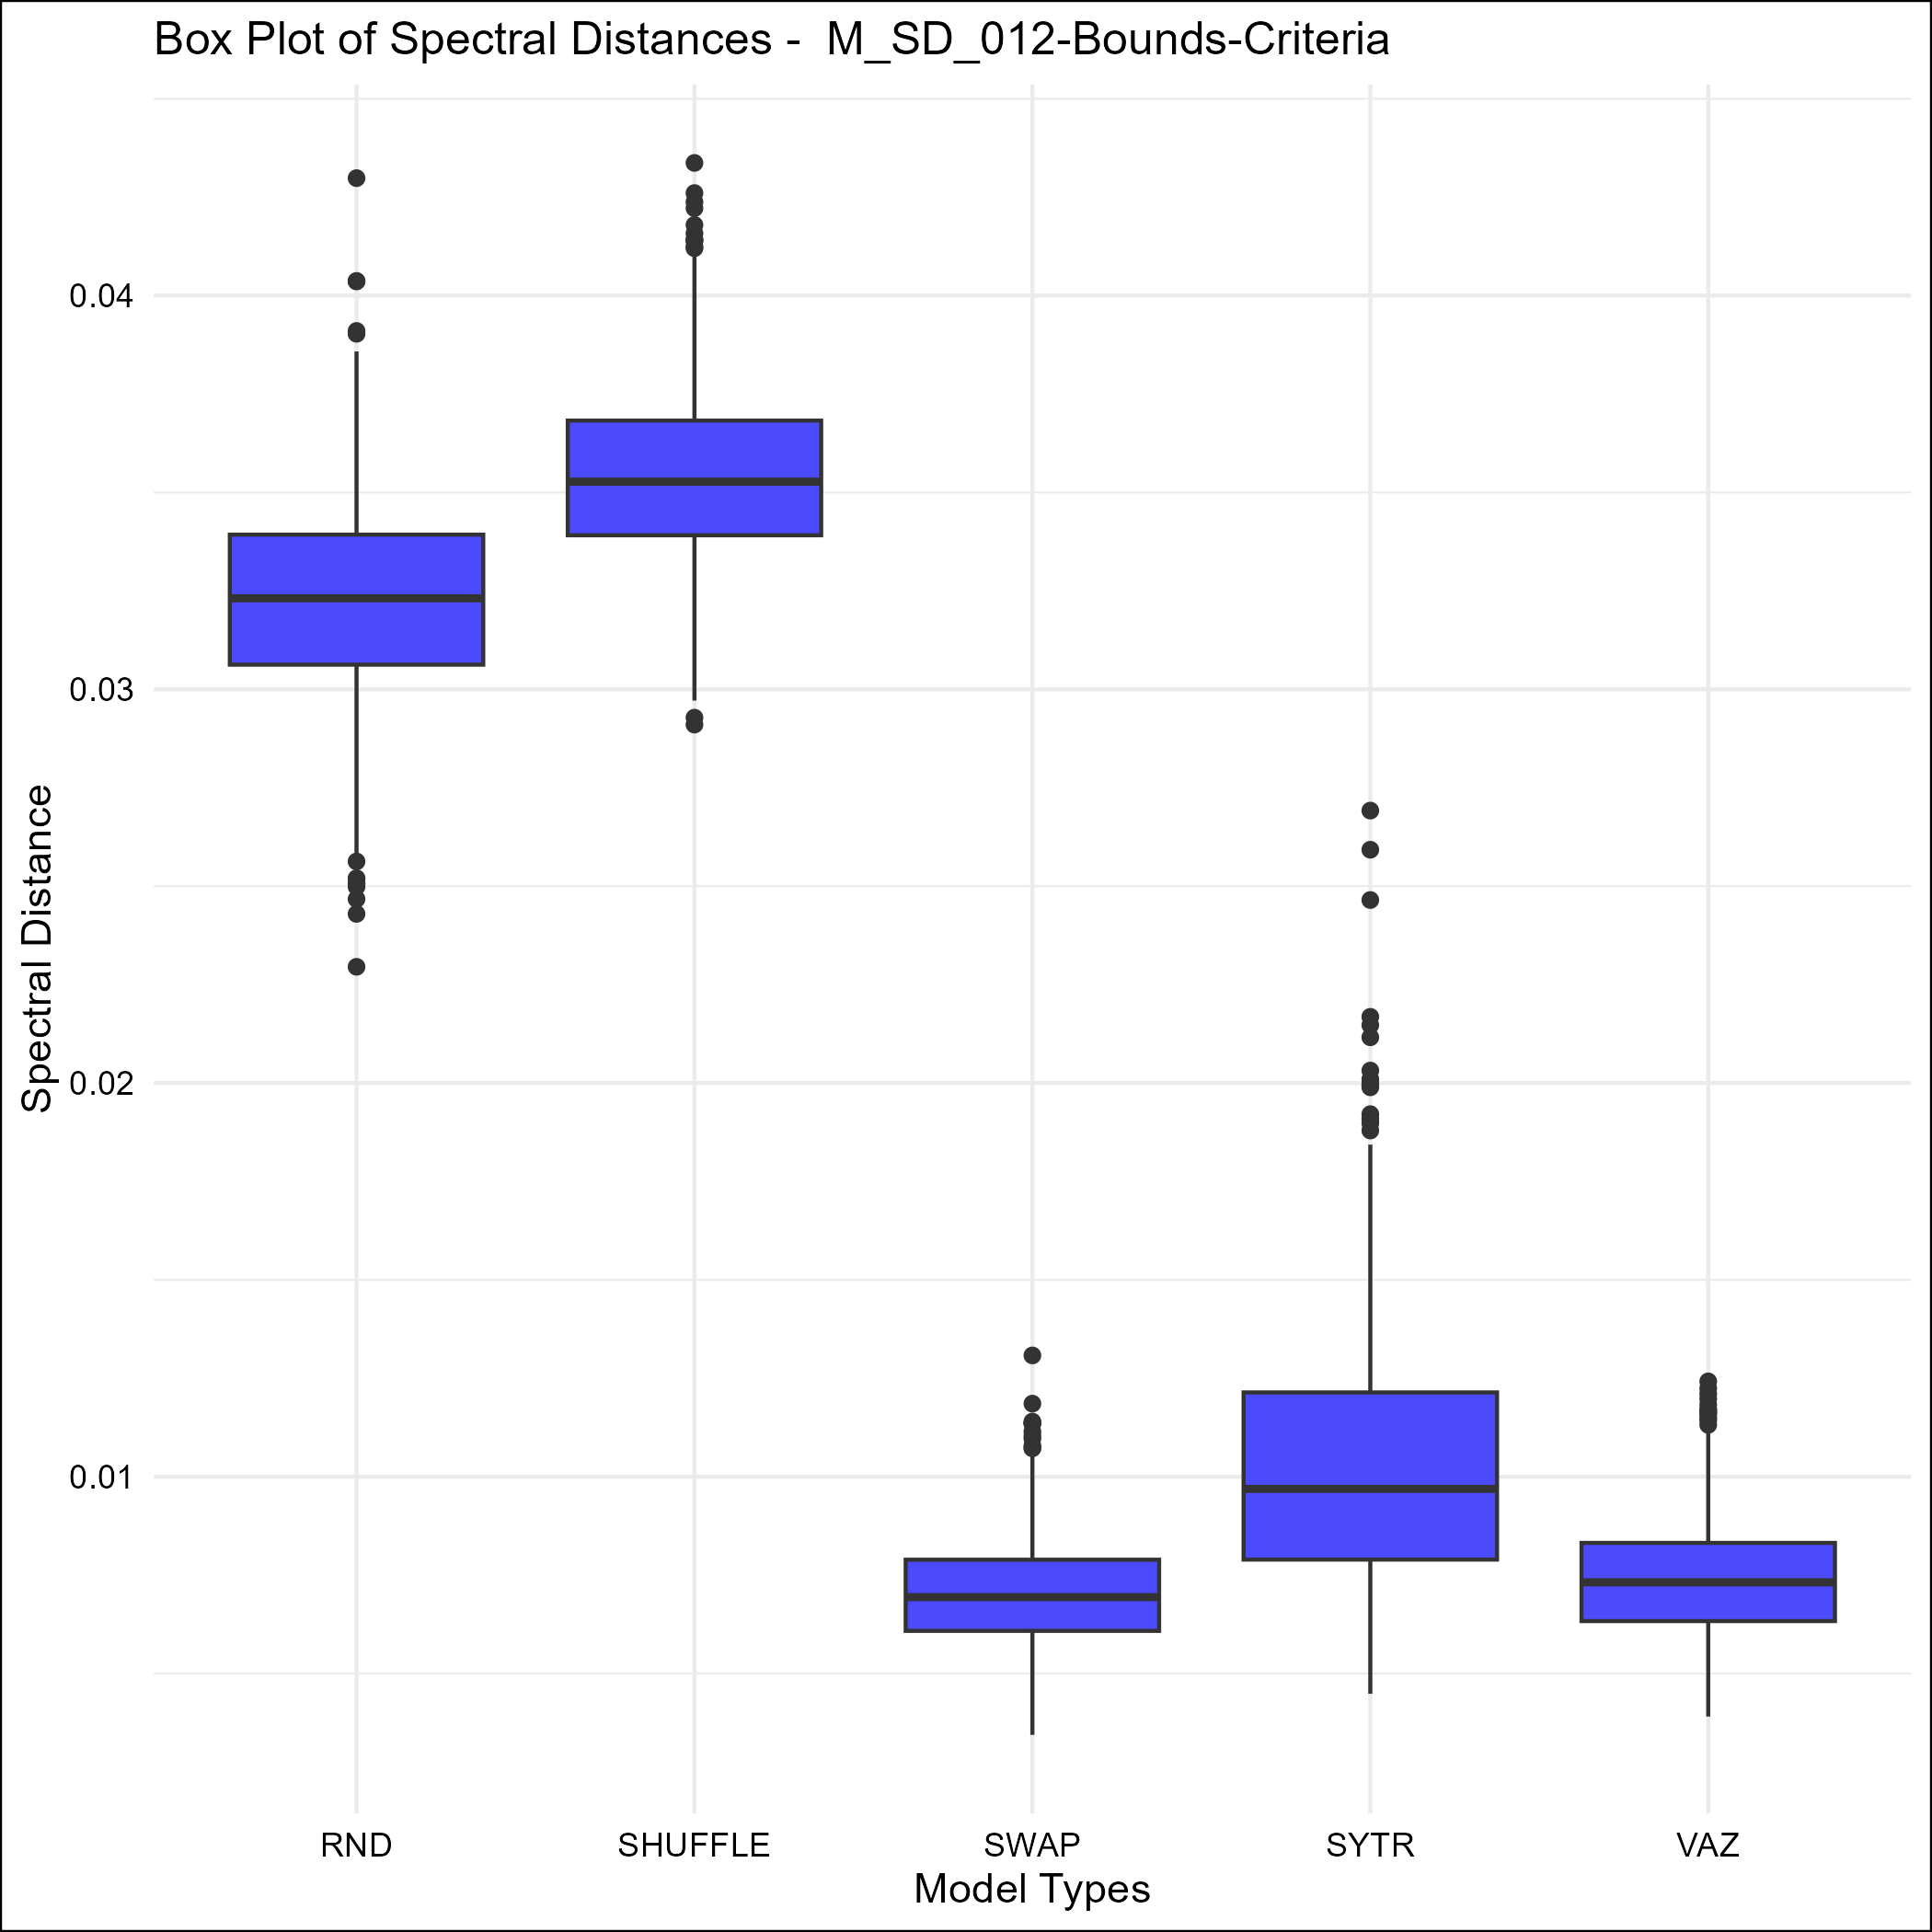 Box Plot of Spectral Distances -  M_SD_012-Bounds-Criteria
Spectral Distance
0.04
0.03
0.02
0.01
RND SHUFFLE SWAP SYTR VAZ
Model Types